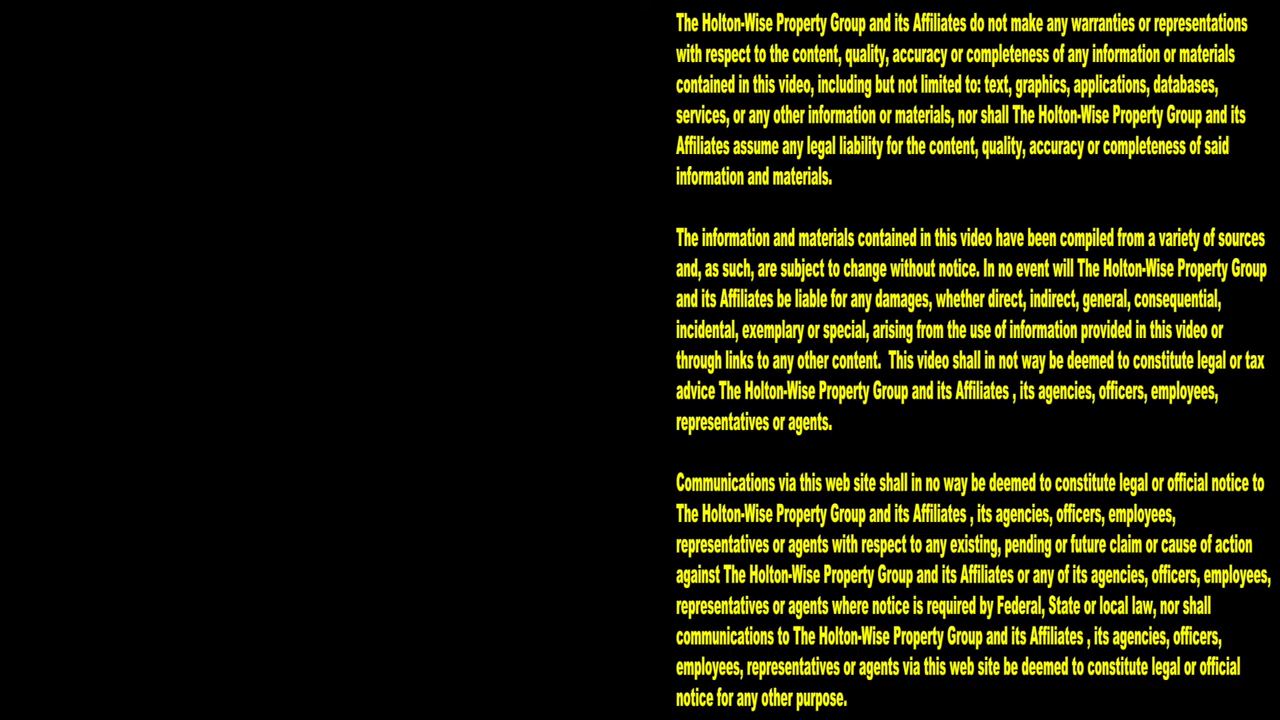 The Holton-Wise Property Group and its Affiliates do not make any warranties or representations
with respect to the content, quality, accuracy or completeness of any information or materials
contained in this video, including but not limited to: text, graphics, applications, databases,
services, or any other information or materials, nor shall The Holton-Wise Property Group and its
Affiliates assume any legal liability for the content, quality, accuracy or completeness of said
information and materials.
The information and materials contained in this video have been compiled from a variety of sources
and, as such, are subject to change without notice. In no event will The Holton-Wise Property Group
and its Affiliates be liable for any damages, whether direct, indirect, general, consequential,
incidental, exemplary or special, arising from the use of information provided in this video or
through links to any other content.  This video shall in not way be deemed to constitute legal or tax
advice The Holton-Wise Property Group and its Affiliates , its agencies, officers, employees,
representatives or agents.
Communications via this web site shall in no way be deemed to constitute legal or official notice to
The Holton-Wise Property Group and its Affiliates , its agencies, officers, employees,
representatives or agents with respect to any existing, pending or future claim or cause of action
against The Holton-Wise Property Group and its Affiliates or any of its agencies, officers, employees,
representatives or agents where notice is required by Federal, State or local law, nor shall
communications to The Holton-Wise Property Group and its Affiliates , its agencies, officers,
employees, representatives or agents via this web site be deemed to constitute legal or official
notice for any other purpose.